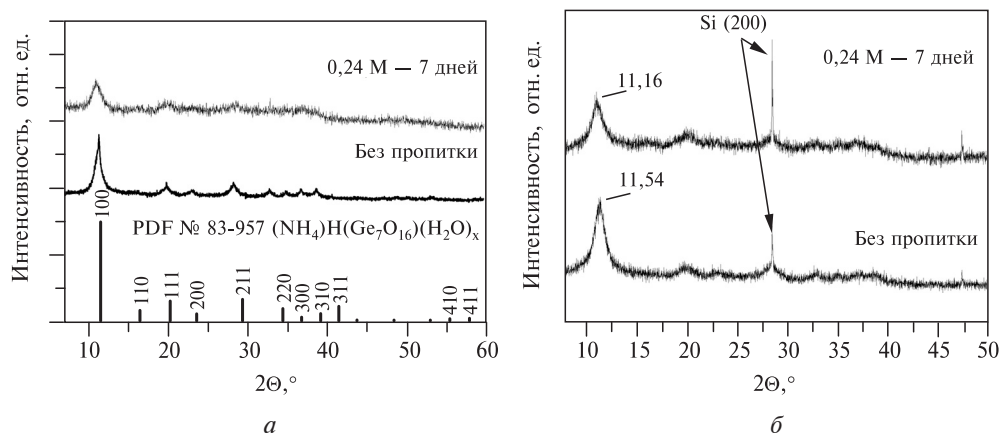 Интенсивность, отн. ед.
0,24 М — 7 дней
Без пропитки
PDF № 83-957 (NH₄)H(Ge₇O₁₆)(H₂O)ₓ
100
110
111
200
211
220
300
310
311
410
411
10 20 30 40 50 60
2Θ,°
а
Интенсивность, отн. ед.
Si (200)
0,24 М — 7 дней
11,16
11,54
Без пропитки
10 15 20 25 30 35 40 45 50
2Θ,°
б